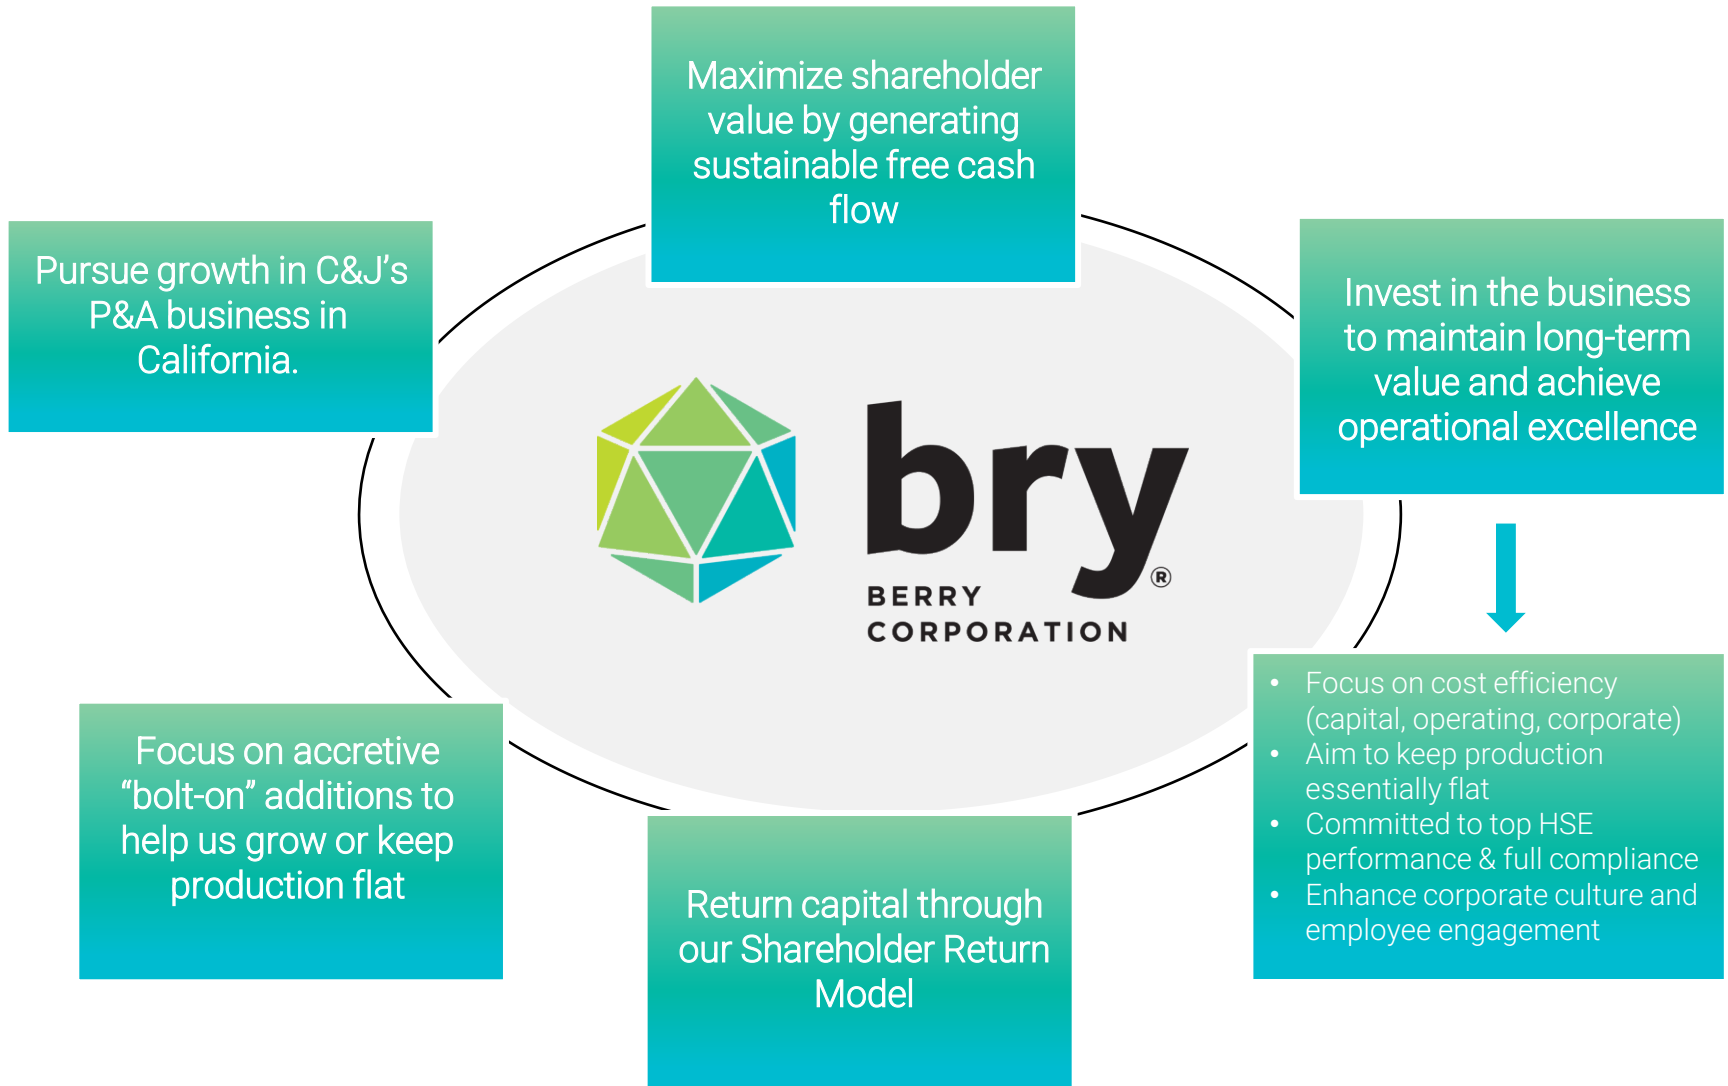 Maximize shareholder
value by generating
sustainable free cash
flow
Pursue growth in C&J’s
P&A business in
California.
Invest in the business
to maintain long-term
value and achieve
operational excellence
bry
®
BERRY
CORPORATION
• Focus on cost efficiency
(capital, operating, corporate)
• Aim to keep production
essentially flat
• Committed to top HSE
performance & full compliance
• Enhance corporate culture and
employee engagement
Focus on accretive
“bolt-on” additions to
help us grow or keep
production flat
Return capital through
our Shareholder Return
Model